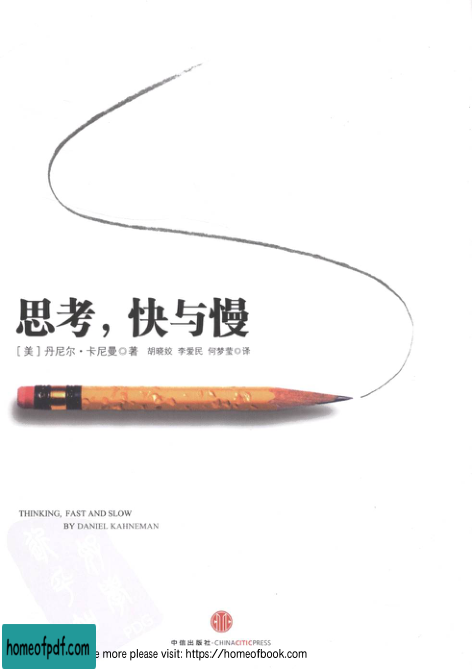 思考，快与慢
［美］丹尼尔·卡尼曼◎著 胡晓姣 李爱民 何梦莹◎译
THINKING, FAST AND SLOW
BY DANIEL KAHNEMAN
中信出版社·CHINACITICPRESS
homeofpdf.com
e more please visit: https://homeofbook.com